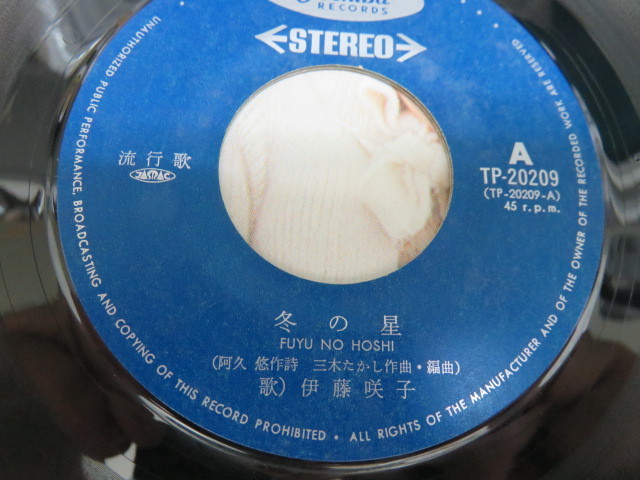 RECORDS
STEREO
流行歌
JASRAC
A
TP-20209
(TP-20209-A)
45 r.p.m.
冬の星
FUYU NO HOSHI
(阿久 悠作詩 三木たかし作曲・編曲)
歌) 伊藤咲子
UNAUTHORIZED PUBLIC PERFORMANCE, BROADCASTING AND COPYING OF THIS RECORD PROHIBITED • ALL RIGHTS OF THE MANUFACTURER AND OF THE OWNER OF THE RECORDED WORK ARE RESERVED